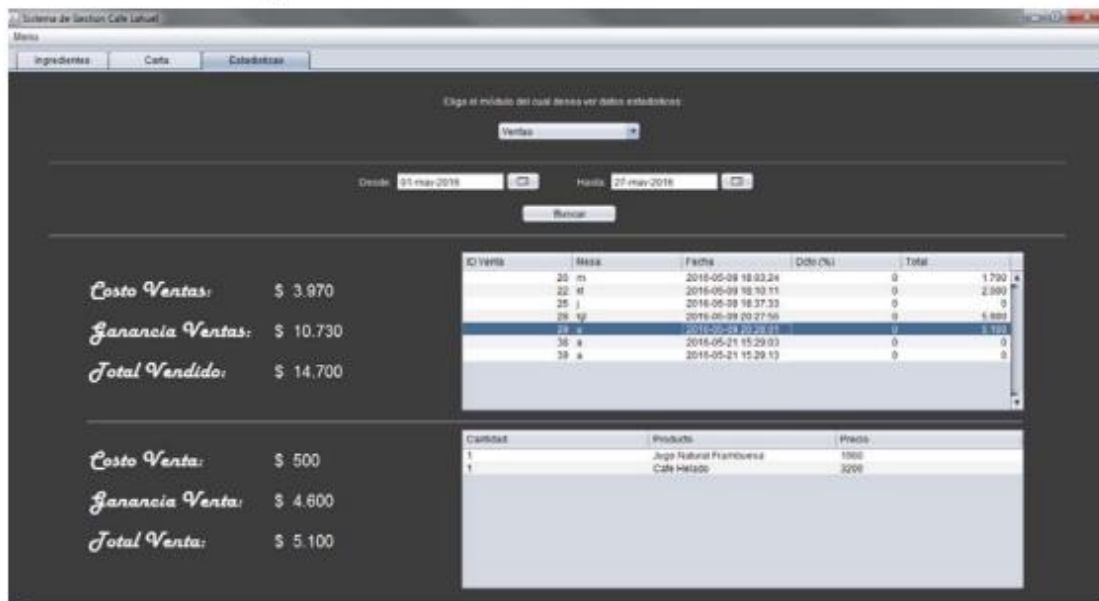 Sistema de Gestion Cafe Lahuel
Menu
Ingredientes Carta Estadisticas
Elige el módulo del cual desea ver datos estadisticos:
Ventas
Desde: 01-may-2016 Hasta: 27-may-2016
Buscar
Costo Ventas: $ 3.970
Ganancia Ventas: $ 10.730
Total Vendido: $ 14.700
ID Venta Mesa Fecha Dcto (%) Total
20 m 2016-05-09 18:03:24 0 1.790
22 2016-05-09 18:10:11 0
25 j 2016-05-09 18:37:33 0 0
2016-05-09 20:27:56 0
29 2016-05-09 20:28:01 0 5.100
38 a 2016-05-21 15:29:03 0 0
39 a 2016-05-21 15:29:13 0 0
Costo Venta: $ 500
Ganancia Venta: $ 4.600
Total Venta: $ 5.100
Cantidad Producto Precio
1 Jugo Natural Frambuesa 1900
1 Cafe Helado 3200